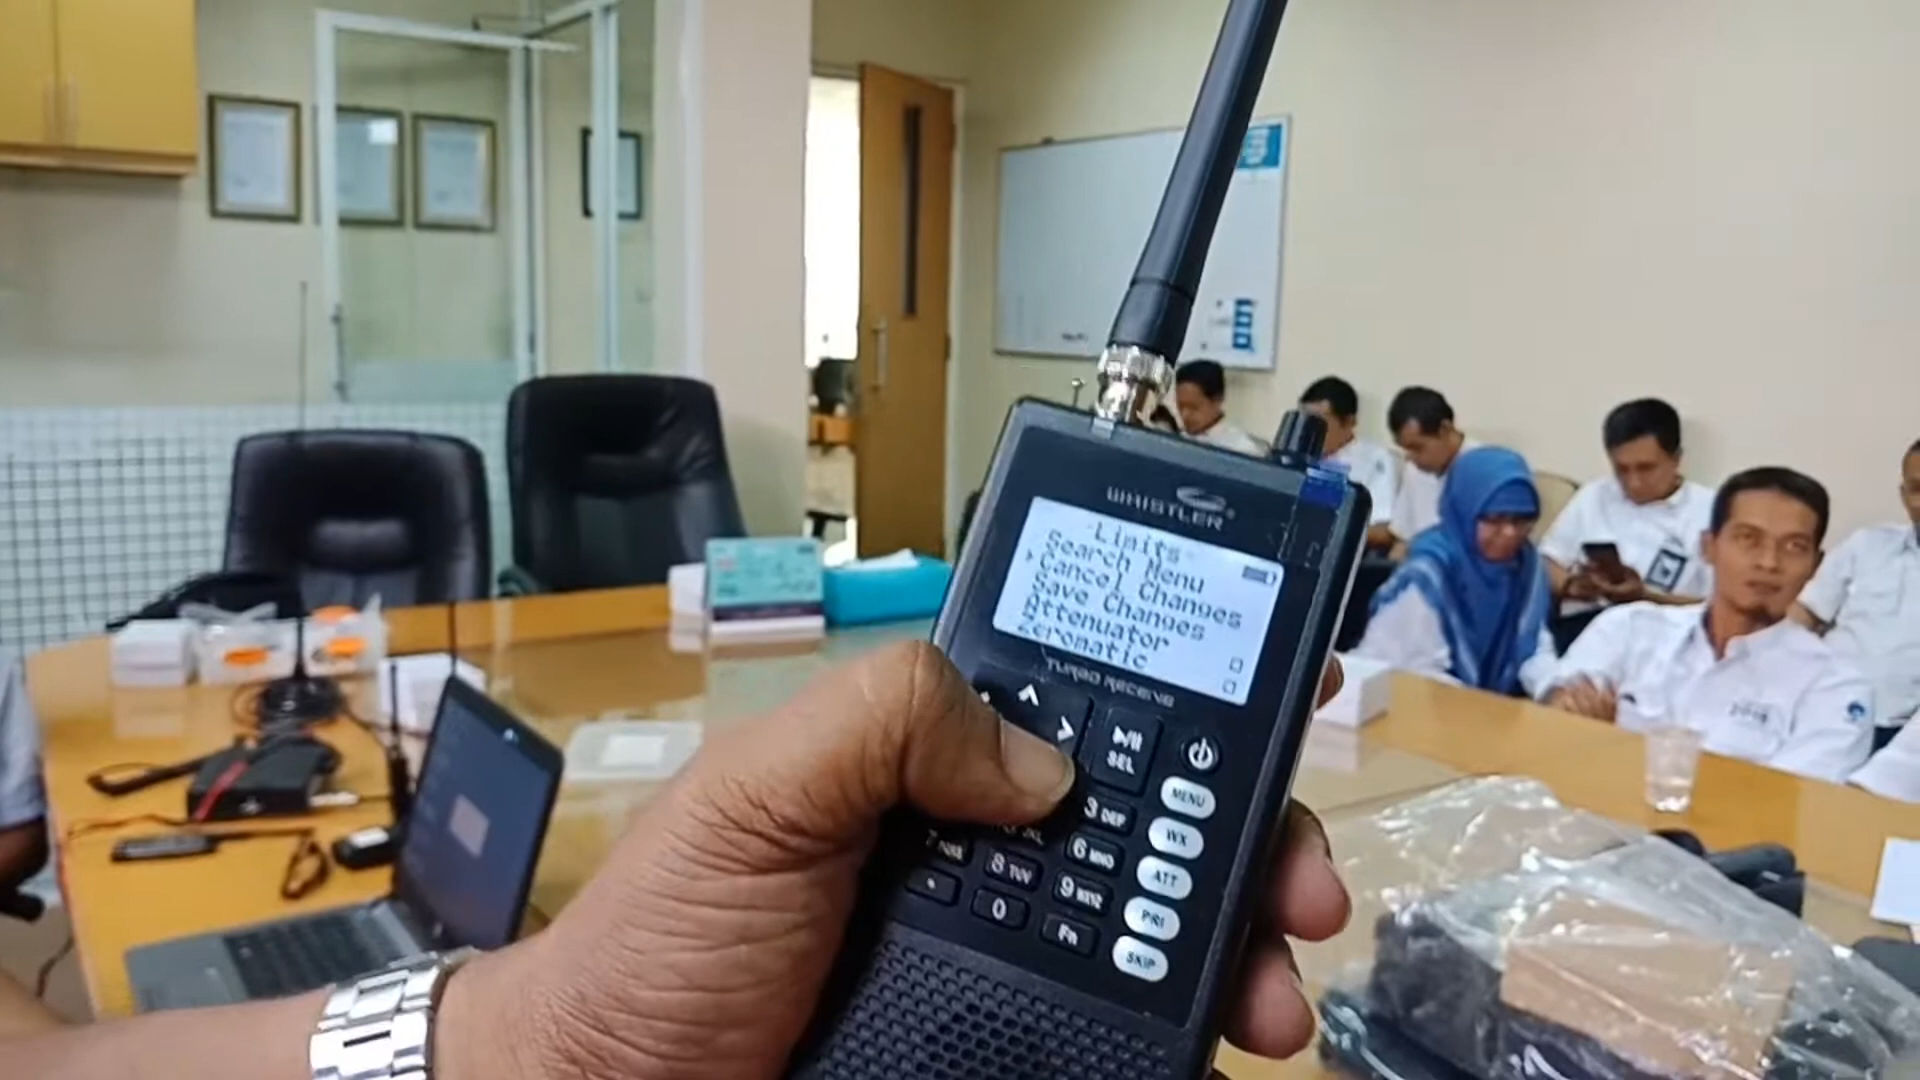 WHISTLER
Limits
Search Menu
Cancel Changes
Save Changes
Attenuator
Zeromatic
TURBO RECEIVE
SEL
MENU
3 DEF
WX
6 MNO
ATT
8 TUV
9 WXYZ
PRI
0
Fn
SKIP